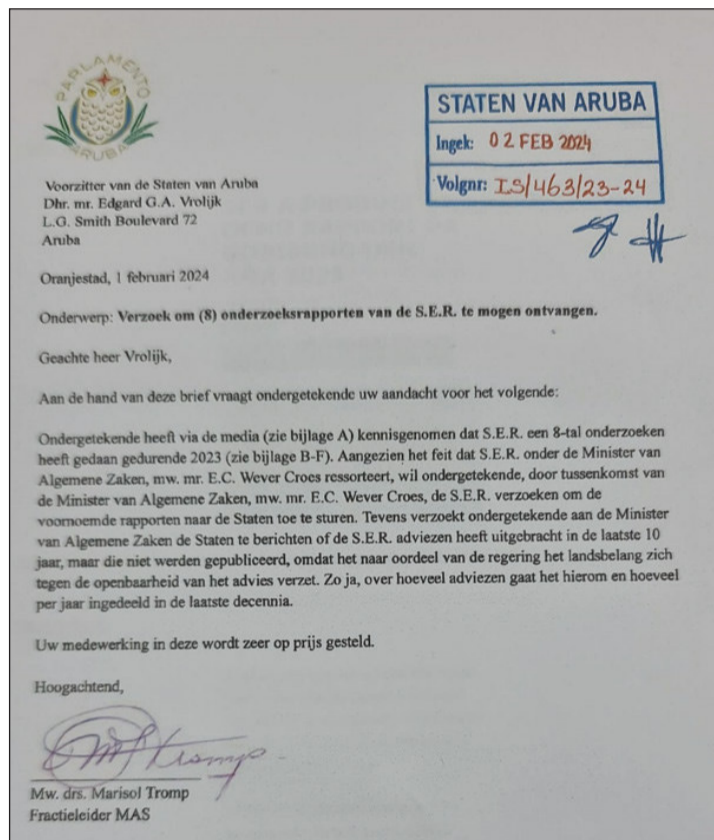 PARLAMENTO
ARUBA
STATEN VAN ARUBA
Ingek: 02 FEB 2024
Volgnr: IS/463/23-24
Voorzitter van de Staten van Aruba
Dhr. mr. Edgard G.A. Vrolijk
L.G. Smith Boulevard 72
Aruba
Oranjestad, 1 februari 2024
Onderwerp: Verzoek om (8) onderzoeksrapporten van de S.E.R. te mogen ontvangen.
Geachte heer Vrolijk,
Aan de hand van deze brief vraagt ondergetekende uw aandacht voor het volgende:
Ondergetekende heeft via de media (zie bijlage A) kennisgenomen dat S.E.R. een 8-tal onderzoeken
heeft gedaan gedurende 2023 (zie bijlage B-F). Aangezien het feit dat S.E.R. onder de Minister van
Algemene Zaken, mw. mr. E.C. Wever Croes ressorteert, wil ondergetekende, door tussenkomst van
de Minister van Algemene Zaken, mw. mr. E.C. Wever Croes, de S.E.R. verzoeken om de
voornoemde rapporten naar de Staten toe te sturen. Tevens verzoekt ondergetekende aan de Minister
van Algemene Zaken de Staten te berichten of de S.E.R. adviezen heeft uitgebracht in de laatste 10
jaar, maar die niet werden gepubliceerd, omdat het naar oordeel van de regering het landsbelang zich
tegen de openbaarheid van het advies verzet. Zo ja, over hoeveel adviezen gaat het hierom en hoeveel
per jaar ingedeeld in de laatste decennia.
Uw medewerking in deze wordt zeer op prijs gesteld.
Hoogachtend,
Mw. drs. Marisol Tromp
Fractieleider MAS